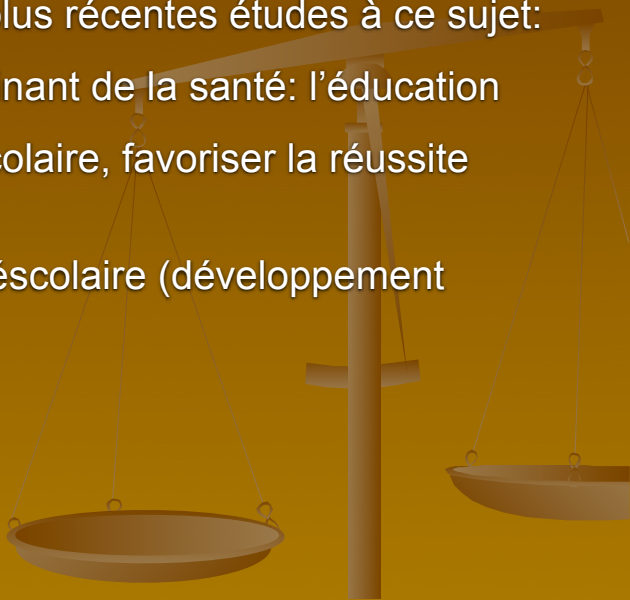 plus récentes études à ce sujet:
nant de la santé: l’éducation
colaire, favoriser la réussite
éscolaire (développement